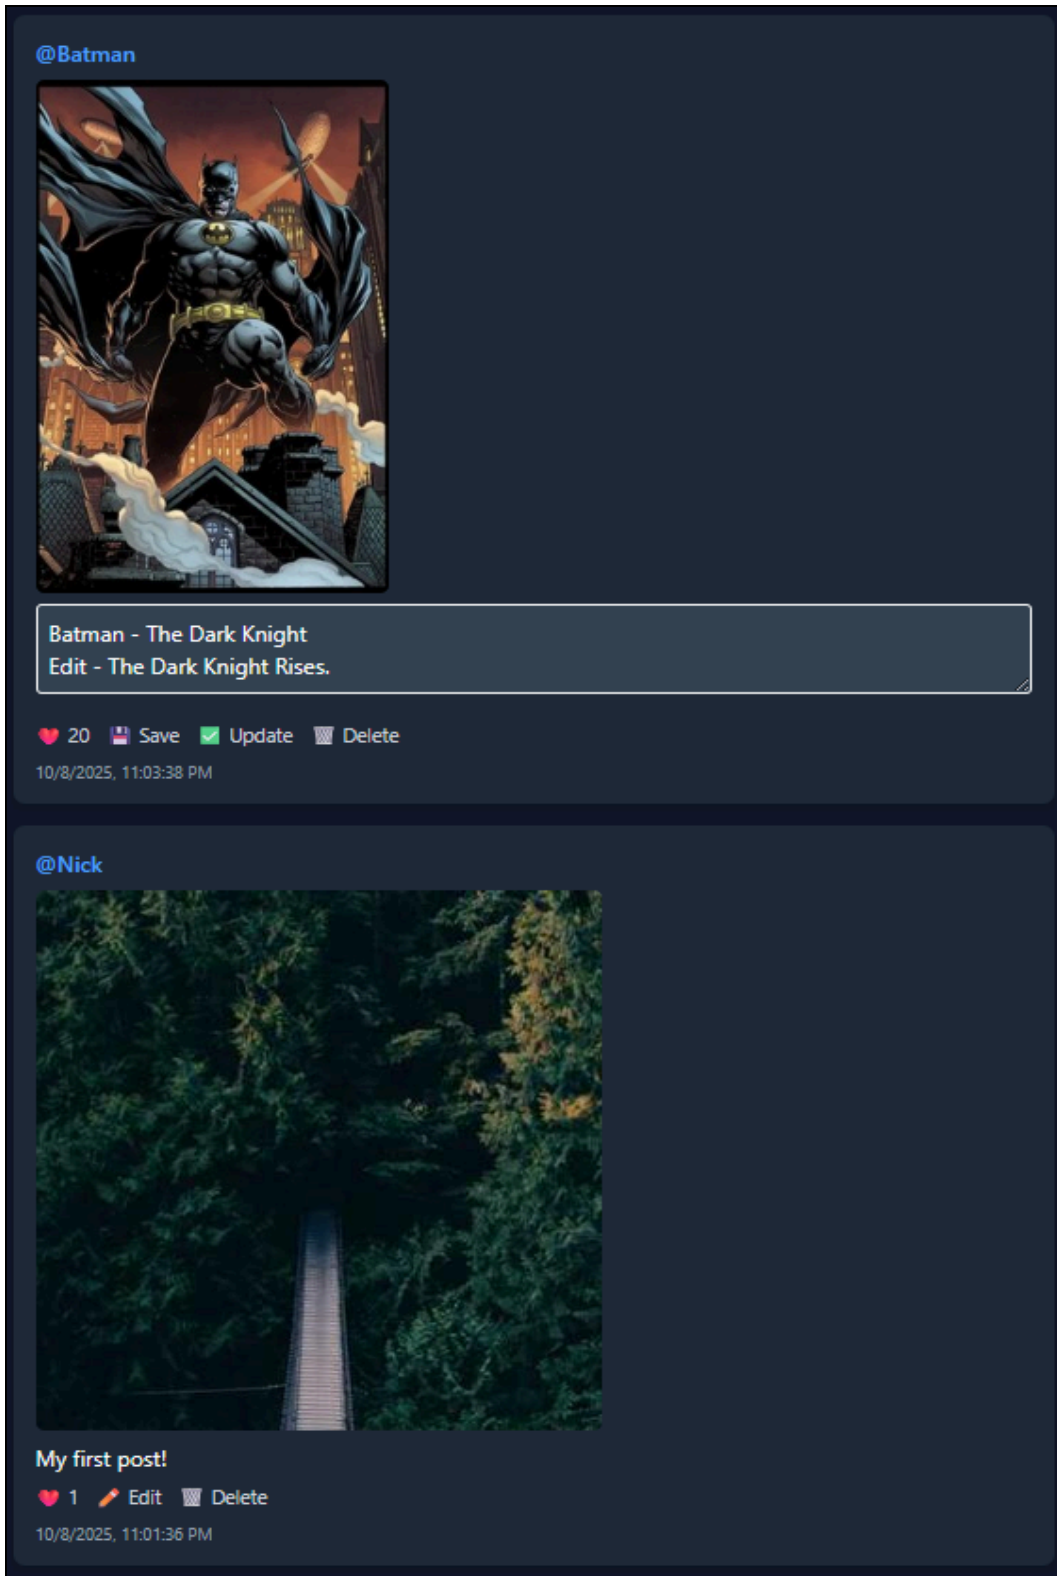 @Batman
Batman - The Dark Knight
Edit - The Dark Knight Rises.
❤️ 20 💾 Save ✅ Update 🗑️ Delete
10/8/2025, 11:03:38 PM
@Nick
My first post!
❤️ 1 ✏️ Edit 🗑️ Delete
10/8/2025, 11:01:36 PM